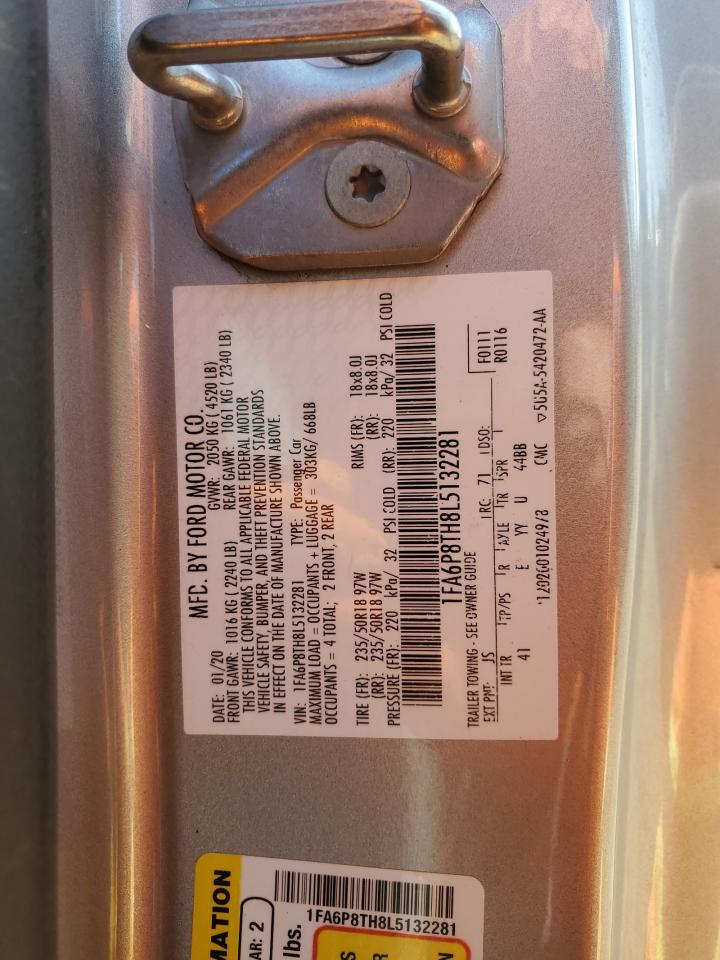 MFD. BY FORD MOTOR CO.
DATE: 01/20 GVWR: 2050 KG ( 4520 LB)
FRONT GAWR: 1016 KG ( 2240 LB) REAR GAWR: 1061 KG ( 2340 LB)
THIS VEHICLE CONFORMS TO ALL APPLICABLE FEDERAL MOTOR
VEHICLE SAFETY, BUMPER, AND THEFT PREVENTION STANDARDS
IN EFFECT ON THE DATE OF MANUFACTURE SHOWN ABOVE.
VIN: 1FA6P8TH8L5132281 TYPE: Passenger Car
MAXIMUM LOAD = OCCUPANTS + LUGGAGE = 303KG/ 668LB
OCCUPANTS = 4 TOTAL; 2 FRONT, 2 REAR
TIRE (FR): 235/50R18 97W RIMS (FR): 18x8.0J
(RR): 235/50R18 97W (RR): 18x8.0J
PRESSURE (FR): 220 kPa/ 32 PSI COLD (RR): 220 kPa/ 32 PSI COLD
1FA6P8TH8L5132281
TRAILER TOWING - SEE OWNER GUIDE F0111
R0116
EXT PNT: JS RC: 71 DSO:
INT TR TP/PS R AXLE TR SPR
41 E YY U 44BB
*1702G0102497B CMC ▽5U5A-5420472-AA
MATION
AR: 2
lbs.
1FA6P8TH8L5132281
S
R
N